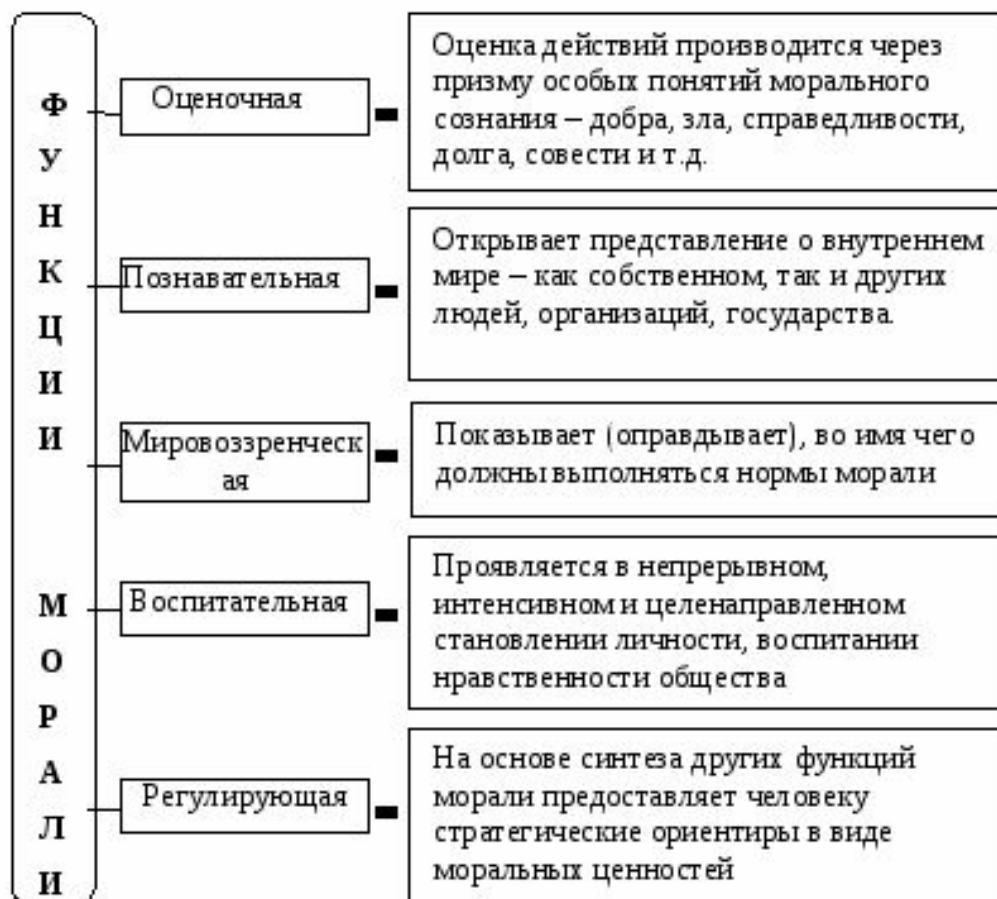 ФУНКЦИИ МОРАЛИ
Оценочная
Оценка действий производится через
призму особых понятий морального
сознания – добра, зла, справедливости,
долга, совести и т.д.
Познавательная
Открывает представление о внутреннем
мире – как собственном, так и других
людей, организаций, государства.
Мировоззренческ
ая
Показывает (оправдывает), во имя чего
должны выполняться нормы морали
Воспитательная
Проявляется в непрерывном,
интенсивном и целенаправленном
становлении личности, воспитании
нравственности общества
Регулирующая
На основе синтеза других функций
морали предоставляет человеку
стратегические ориентиры в виде
моральных ценностей